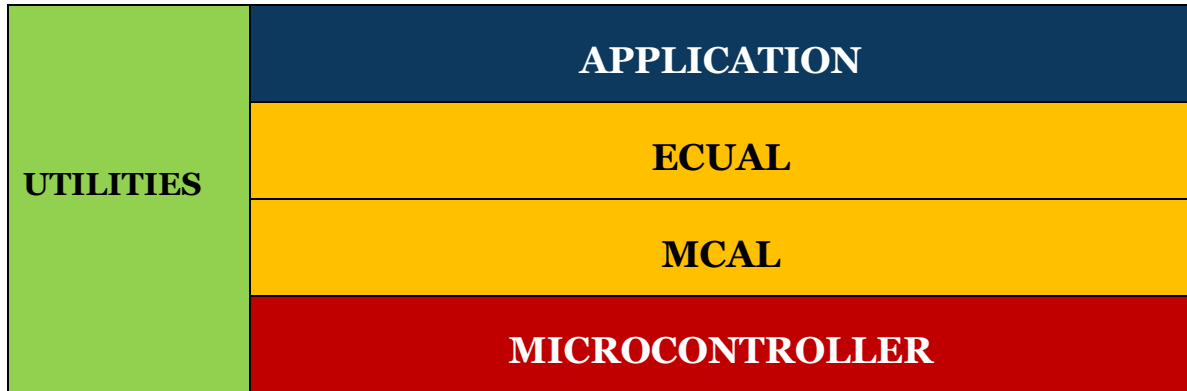 UTILITIES
APPLICATION
ECUAL
MCAL
MICROCONTROLLER